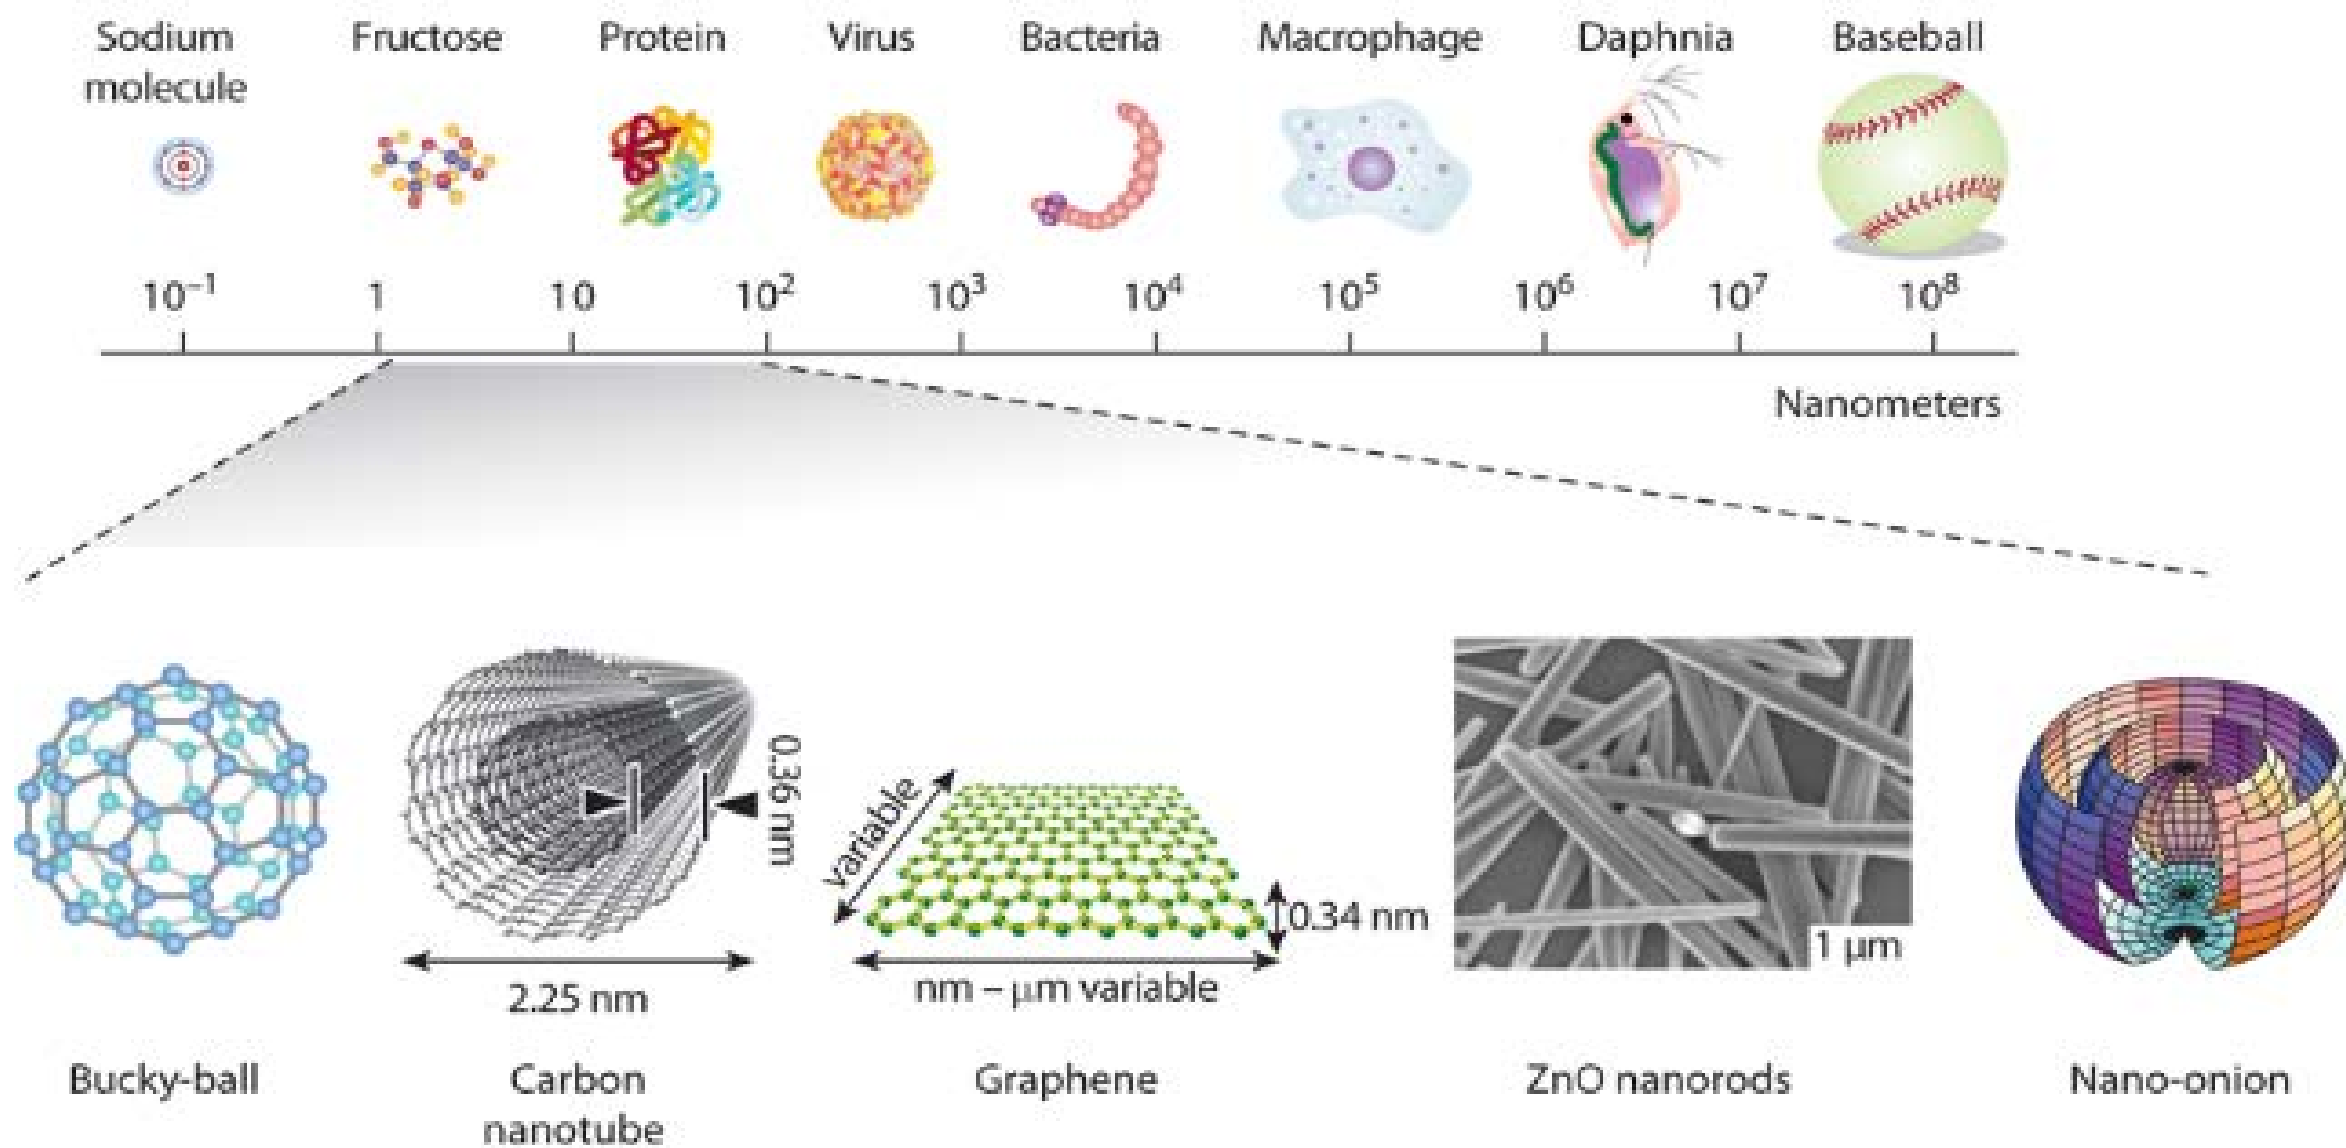 Sodium molecule
Fructose
Protein
Virus
Bacteria
Macrophage
Daphnia
Baseball
10⁻¹ 1 10 10² 10³ 10⁴ 10⁵ 10⁶ 10⁷ 10⁸
Nanometers
0.36 nm
2.25 nm
variable
0.34 nm
nm – μm variable
1 μm
Bucky-ball
Carbon
nanotube
Graphene
ZnO nanorods
Nano-onion